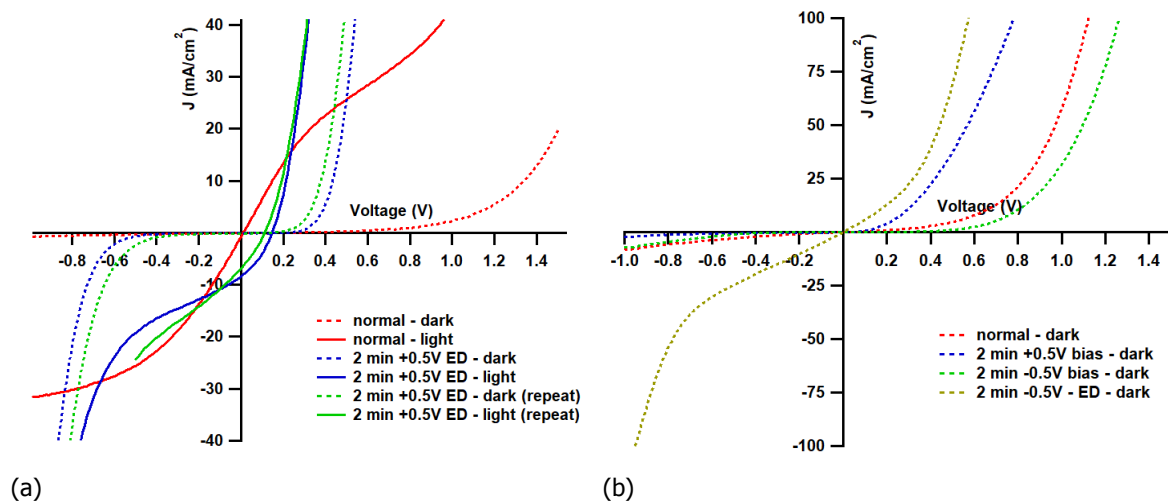 40
30
20
10
-10
-20
-30
-40
J (mA/cm²)
Voltage (V)
-0.8 -0.6 -0.4 -0.2 0.2 0.4 0.6 0.8 1.0 1.2 1.4
normal - dark
normal - light
2 min +0.5V ED - dark
2 min +0.5V ED - light
2 min +0.5V ED - dark (repeat)
2 min +0.5V ED - light (repeat)
(a)
100
75
50
25
-25
-50
-75
-100
J (mA/cm²)
Voltage (V)
-1.0 -0.8 -0.6 -0.4 -0.2 0.2 0.4 0.6 0.8 1.0 1.2 1.4
normal - dark
2 min +0.5V bias - dark
2 min -0.5V bias - dark
2 min -0.5V - ED - dark
(b)